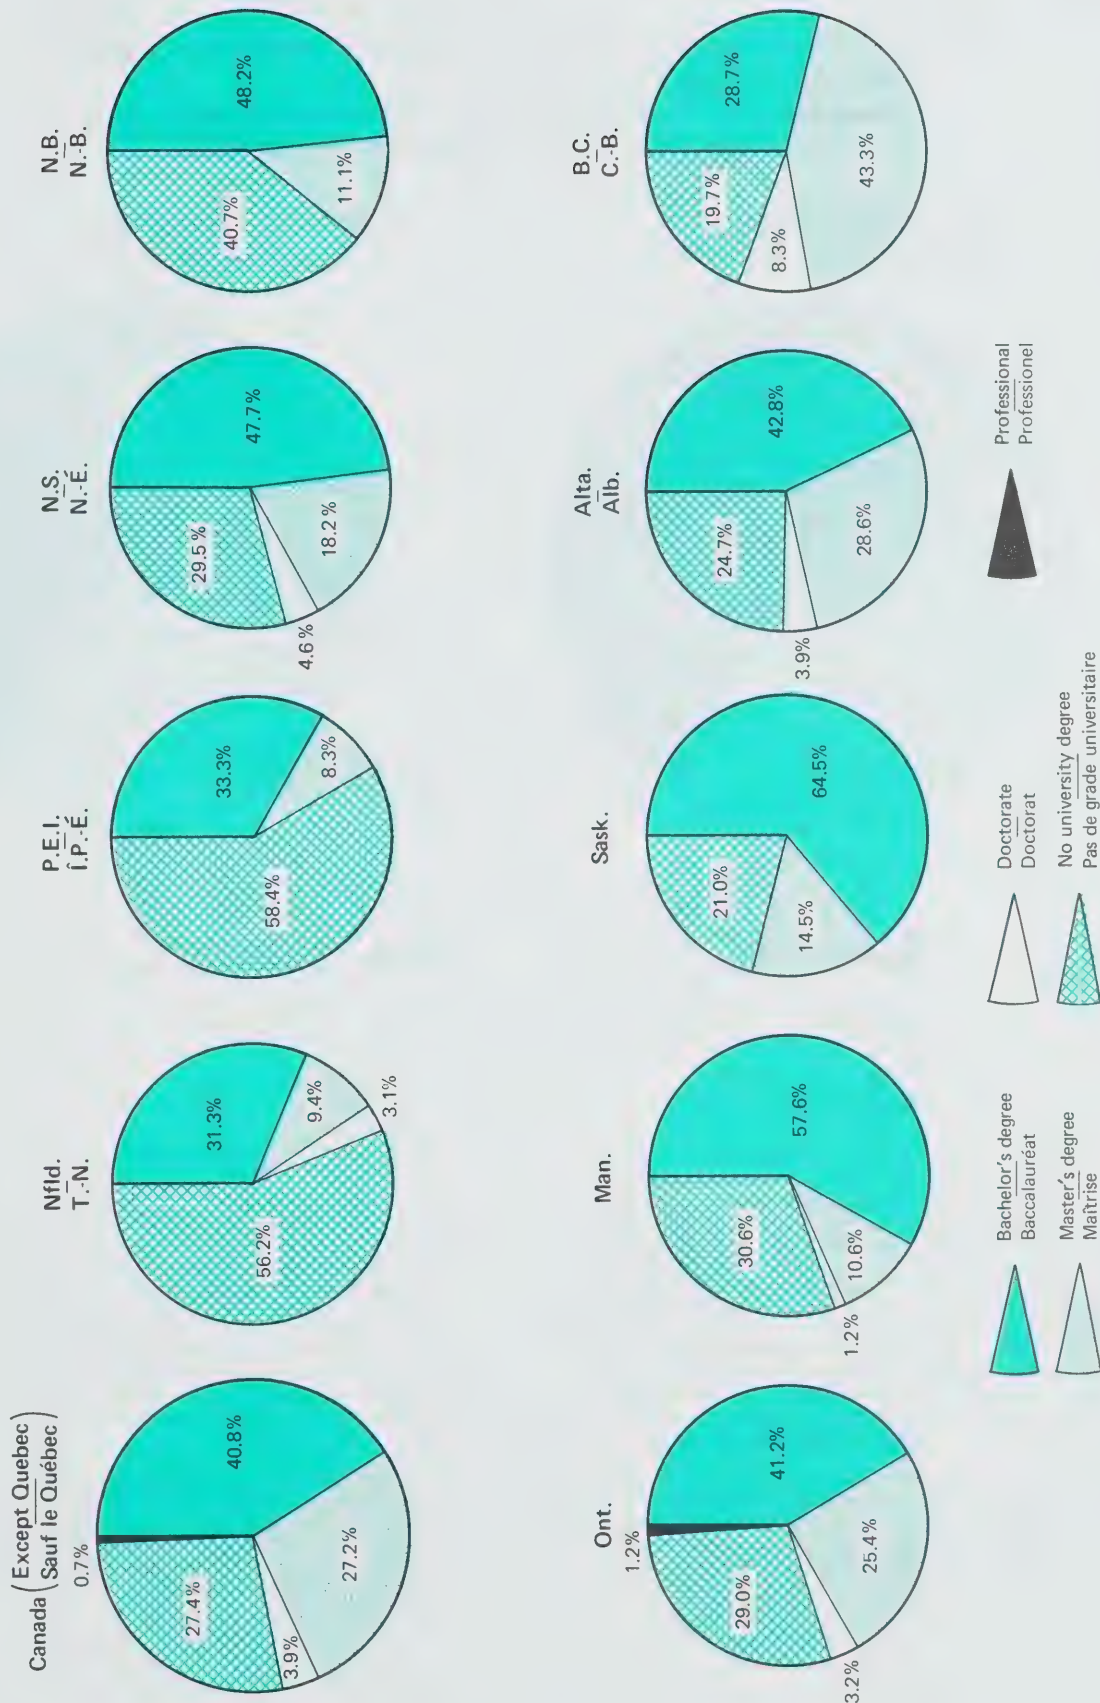 Canada (Except Quebec
Sauf le Québec)
0.7%
40.8%
27.2%
3.9%
27.4%
Nfld.
T.-N.
31.3%
9.4%
3.1%
56.2%
P.E.I.
Î.P.-É.
33.3%
8.3%
58.4%
N.S.
N.-É.
47.7%
18.2%
4.6%
29.5%
N.B.
N.-B.
48.2%
11.1%
40.7%
Ont.
1.2%
41.2%
25.4%
3.2%
29.0%
Man.
57.6%
10.6%
1.2%
30.6%
Sask.
64.5%
14.5%
21.0%
Alta.
Alb.
42.8%
28.6%
3.9%
24.7%
B.C.
C.-B.
28.7%
43.3%
8.3%
19.7%
Bachelor's degree
Baccalauréat
Doctorate
Doctorat
Professional
Professionel
Master's degree
Maîtrise
No university degree
Pas de grade universitaire